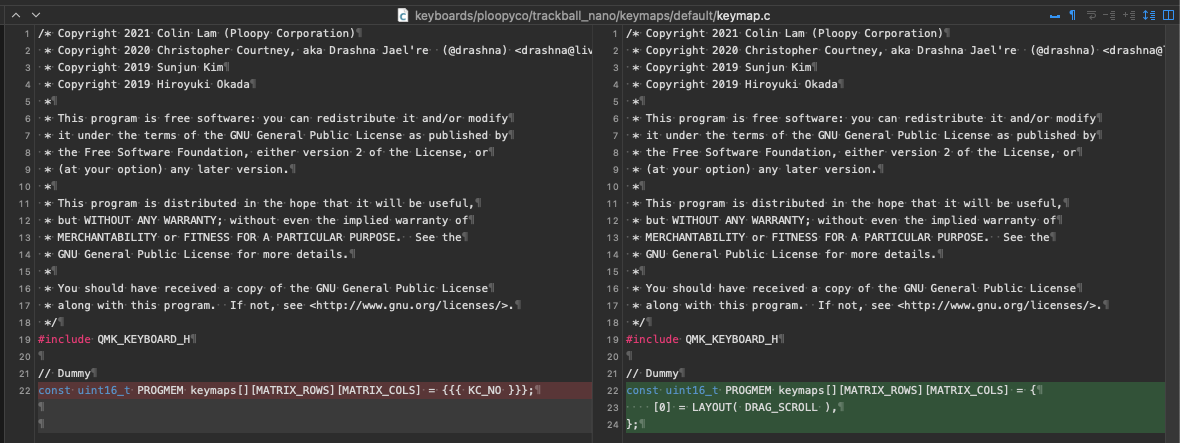 keyboards/ploopyco/trackball_nano/keymaps/default/keymap.c
1 /* Copyright 2021 Colin Lam (Ploopy Corporation)¶
2 * Copyright 2020 Christopher Courtney, aka Drashna Jael're (@drashna) <drashna@liv
3 * Copyright 2019 Sunjun Kim¶
4 * Copyright 2019 Hiroyuki Okada¶
5 *¶
6 * This program is free software: you can redistribute it and/or modify¶
7 * it under the terms of the GNU General Public License as published by¶
8 * the Free Software Foundation, either version 2 of the License, or¶
9 * (at your option) any later version.¶
10 *¶
11 * This program is distributed in the hope that it will be useful,¶
12 * but WITHOUT ANY WARRANTY; without even the implied warranty of¶
13 * MERCHANTABILITY or FITNESS FOR A PARTICULAR PURPOSE.  See the¶
14 * GNU General Public License for more details.¶
15 *¶
16 * You should have received a copy of the GNU General Public License¶
17 * along with this program.  If not, see <http://www.gnu.org/licenses/>.¶
18 */¶
19 #include QMK_KEYBOARD_H¶
20 ¶
21 // Dummy¶
22 const uint16_t PROGMEM keymaps[][MATRIX_ROWS][MATRIX_COLS] = {{{ KC_NO }}};¶
¶
¶
1 /* Copyright 2021 Colin Lam (Ploopy Corporation)¶
2 * Copyright 2020 Christopher Courtney, aka Drashna Jael're (@drashna) <drashna@
3 * Copyright 2019 Sunjun Kim¶
4 * Copyright 2019 Hiroyuki Okada¶
5 *¶
6 * This program is free software: you can redistribute it and/or modify¶
7 * it under the terms of the GNU General Public License as published by¶
8 * the Free Software Foundation, either version 2 of the License, or¶
9 * (at your option) any later version.¶
10 *¶
11 * This program is distributed in the hope that it will be useful,¶
12 * but WITHOUT ANY WARRANTY; without even the implied warranty of¶
13 * MERCHANTABILITY or FITNESS FOR A PARTICULAR PURPOSE.  See the¶
14 * GNU General Public License for more details.¶
15 *¶
16 * You should have received a copy of the GNU General Public License¶
17 * along with this program.  If not, see <http://www.gnu.org/licenses/>.¶
18 */¶
19 #include QMK_KEYBOARD_H¶
20 ¶
21 // Dummy¶
22 const uint16_t PROGMEM keymaps[][MATRIX_ROWS][MATRIX_COLS] = {¶
23     [0] = LAYOUT( DRAG_SCROLL ),¶
24 };¶